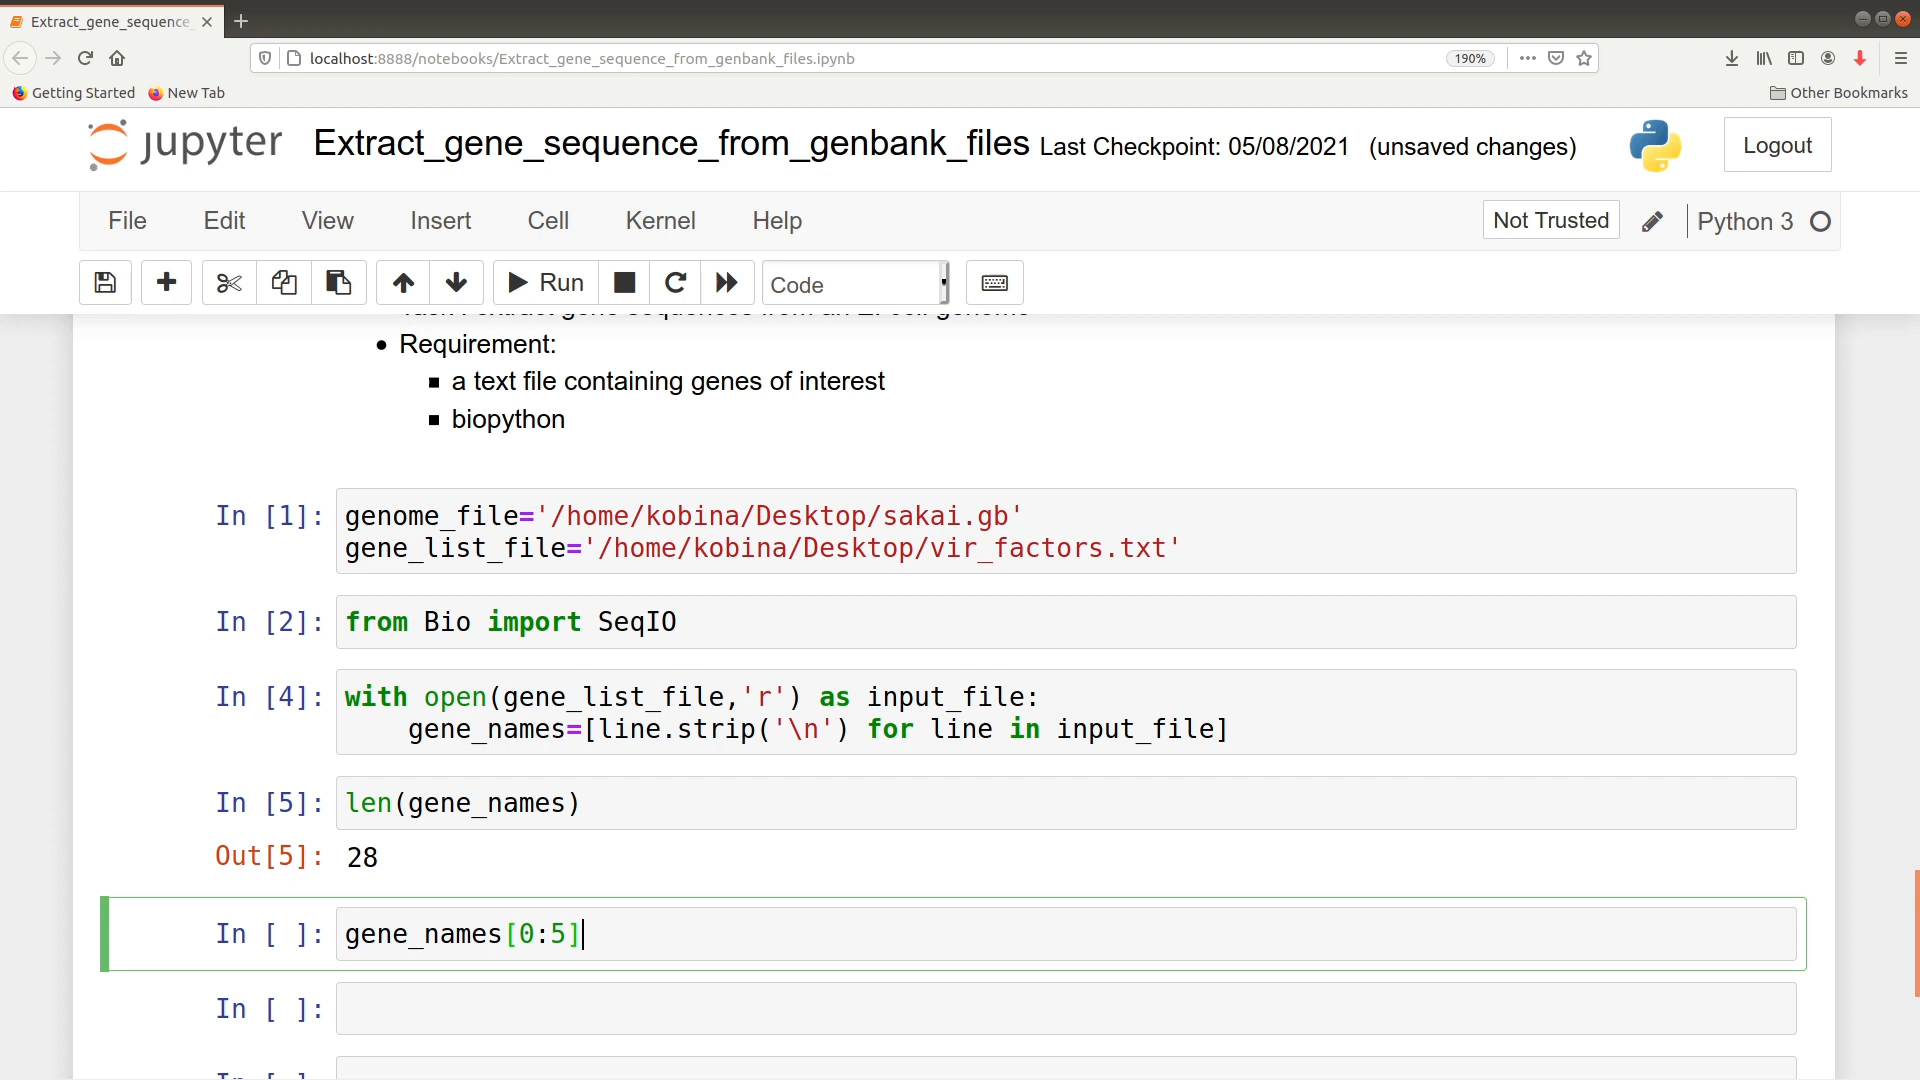 Extract_gene_sequence_
localhost:8888/notebooks/Extract_gene_sequence_from_genbank_files.ipynb
190%
Getting Started
New Tab
Other Bookmarks
jupyter
Extract_gene_sequence_from_genbank_files Last Checkpoint: 05/08/2021 (unsaved changes)
Logout
File Edit View Insert Cell Kernel Help
Not Trusted
Python 3
Run
Code
Requirement:
a text file containing genes of interest
biopython
In [1]: genome_file='/home/kobina/Desktop/sakai.gb'
gene_list_file='/home/kobina/Desktop/vir_factors.txt'
In [2]: from Bio import SeqIO
In [4]: with open(gene_list_file,'r') as input_file:
gene_names=[line.strip('\n') for line in input_file]
In [5]: len(gene_names)
Out[5]: 28
In [ ]: gene_names[0:5]
In [ ]: